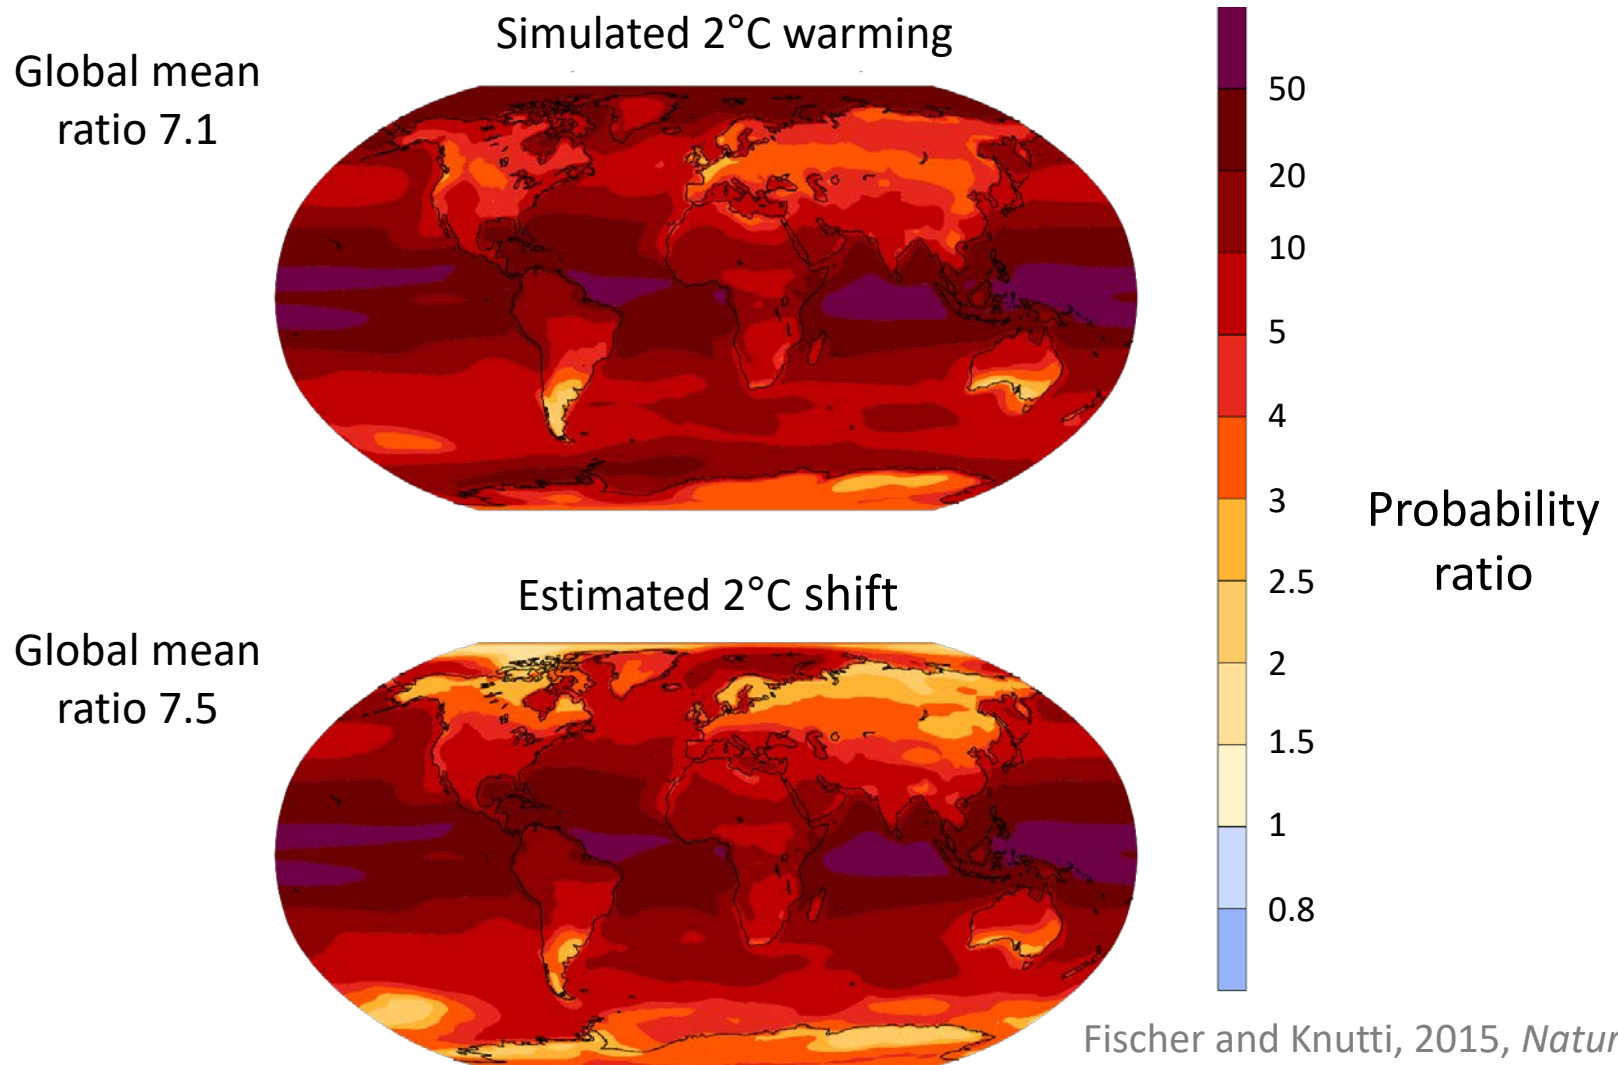 Simulated 2°C warming
Global mean
ratio 7.1
50
20
10
5
4
3
2.5
2
1.5
1
0.8
Probability
ratio
Estimated 2°C shift
Global mean
ratio 7.5
Fischer and Knutti, 2015, Natur